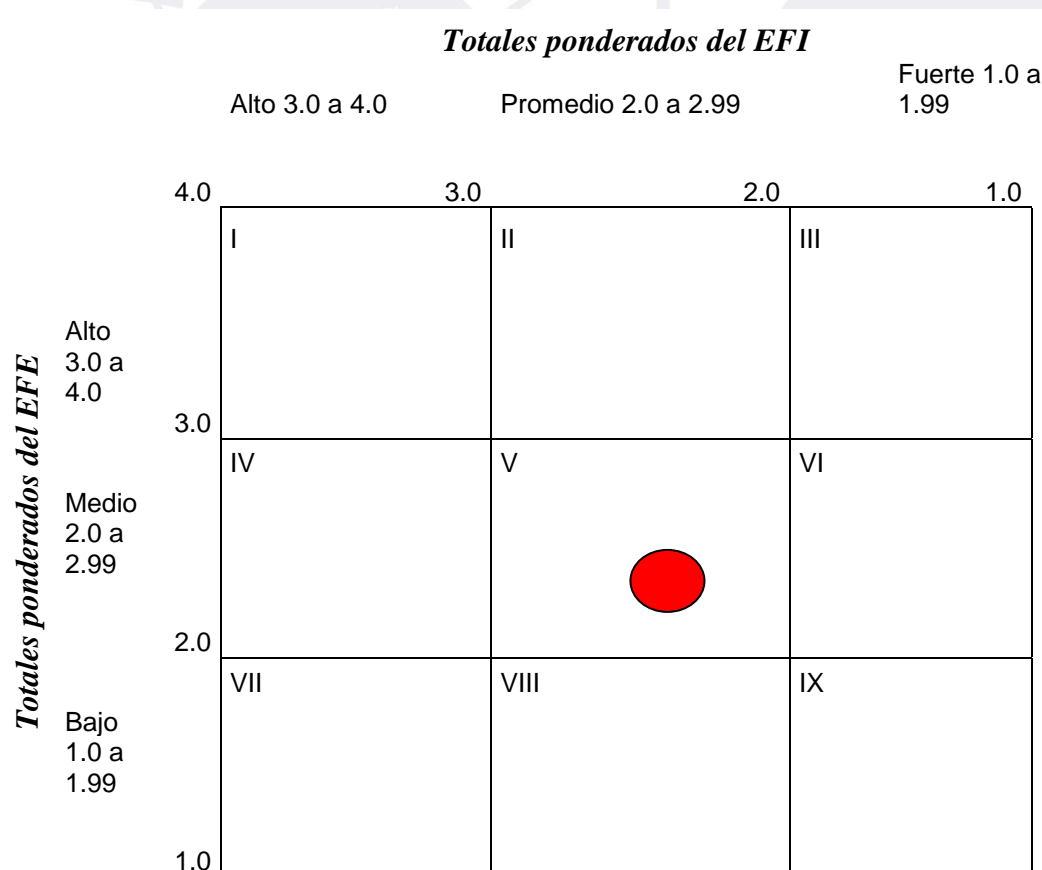 Totales ponderados del EFI
Fuerte 1.0 a
1.99
Alto 3.0 a 4.0
Promedio 2.0 a 2.99
4.0
3.0
2.0
1.0
I
II
III
Alto
3.0 a
4.0
3.0
IV
V
VI
Medio
2.0 a
2.99
2.0
VII
VIII
IX
Bajo
1.0 a
1.99
1.0
Totales ponderados del EFE